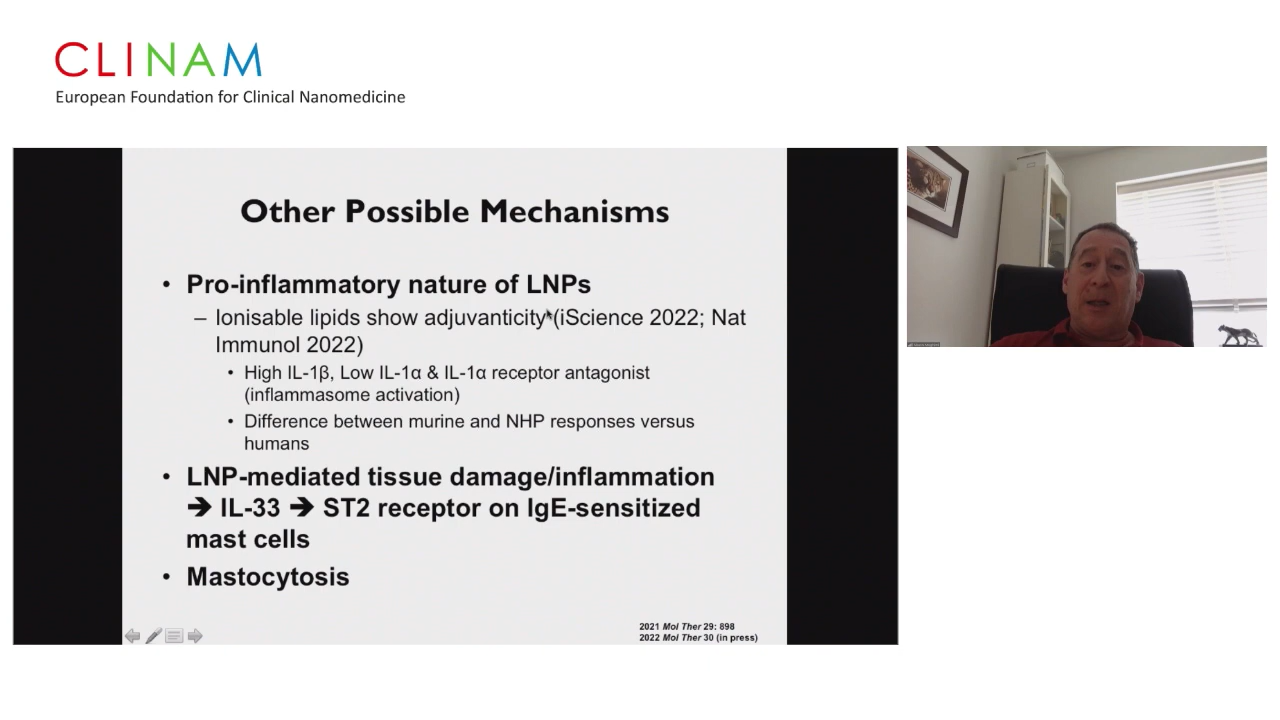 CLINAM
European Foundation for Clinical Nanomedicine
Other Possible Mechanisms
• Pro-inflammatory nature of LNPs
– Ionisable lipids show adjuvanticity (iScience 2022; Nat
Immunol 2022)
• High IL-1β, Low IL-1α & IL-1α receptor antagonist
(inflammasome activation)
• Difference between murine and NHP responses versus
humans
• LNP-mediated tissue damage/inflammation
➔ IL-33 ➔ ST2 receptor on IgE-sensitized
mast cells
• Mastocytosis
2021 Mol Ther 29: 898
2022 Mol Ther 30 (in press)